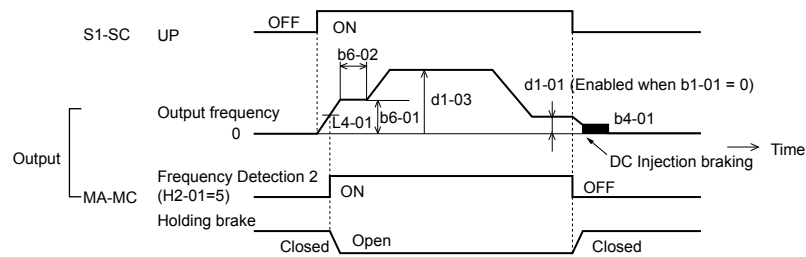 OFF
ON
S1-SC UP
b6-02
d1-01 (Enabled when b1-01 = 0)
d1-03
Output frequency
L4-01
b6-01
b4-01
0
Time
Output
DC Injection braking
Frequency Detection 2
ON
OFF
MA-MC (H2-01=5)
Holding brake
Closed
Open
Closed